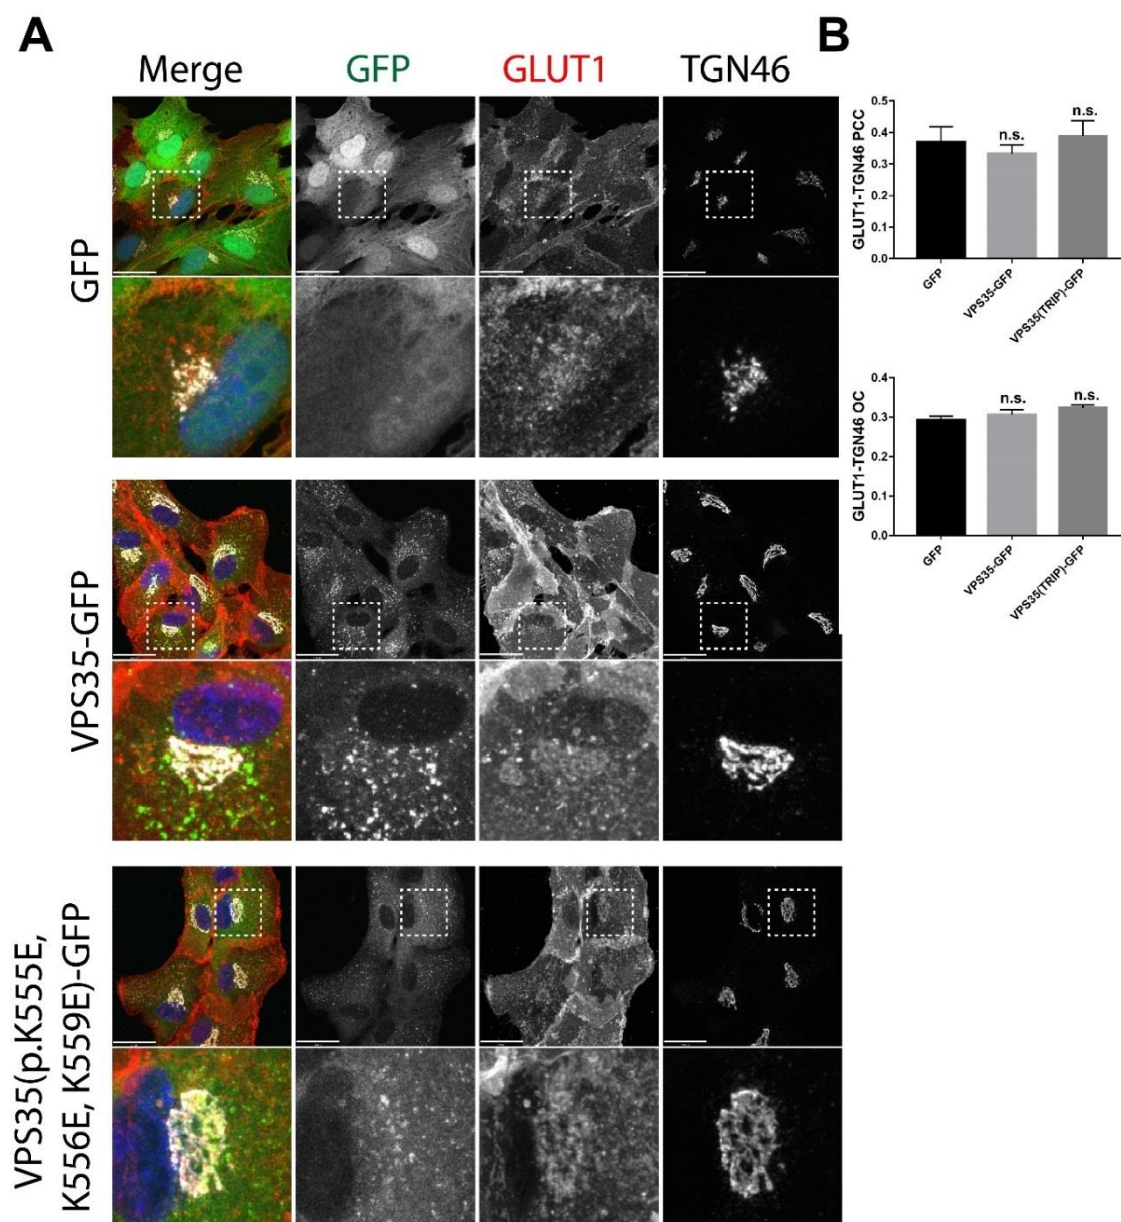 A
B
Merge
GFP
GLUT1
TGN46
GFP
VPS35-GFP
VPS35(p.K555E,
K556E, K559E)-GFP
GLUT1-TGN46 PCC
0.5
0.4
0.3
0.2
0.1
0.0
n.s.
n.s.
GFP
VPS35-GFP
VPS35(TRIP)-GFP
GLUT1-TGN46 OC
0.4
0.3
0.2
0.1
0.0
n.s.
n.s.
GFP
VPS35-GFP
VPS35(TRIP)-GFP